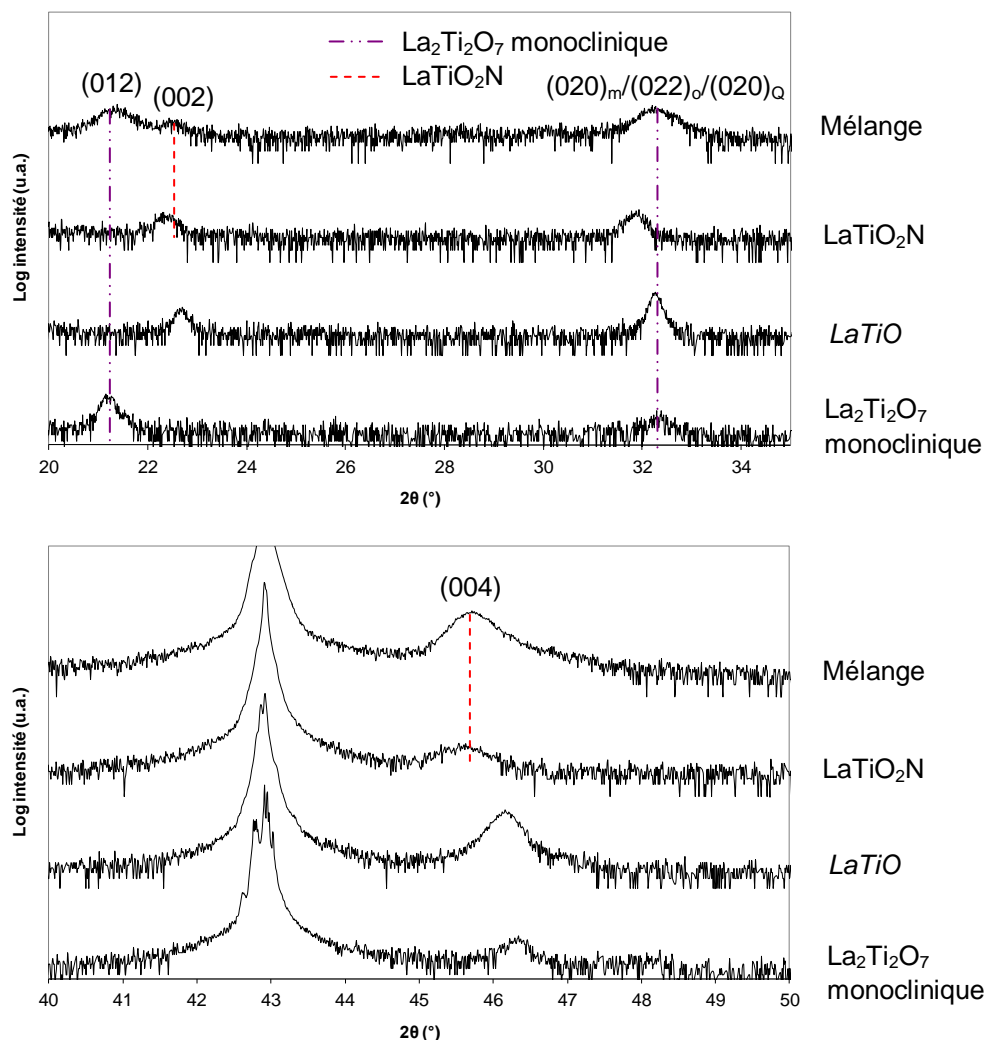 La₂Ti₂O₇ monoclinique
LaTiO₂N
(012)
(002)
(020)ₘ/(022)ₒ/(020)Q
Mélange
LaTiO₂N
LaTiO
La₂Ti₂O₇
monoclinique
Log intensité (u.a.)
20 22 24 26 28 30 32 34
2θ (°)
(004)
Mélange
LaTiO₂N
LaTiO
La₂Ti₂O₇
monoclinique
Log intensité (u.a.)
40 41 42 43 44 45 46 47 48 49 50
2θ (°)